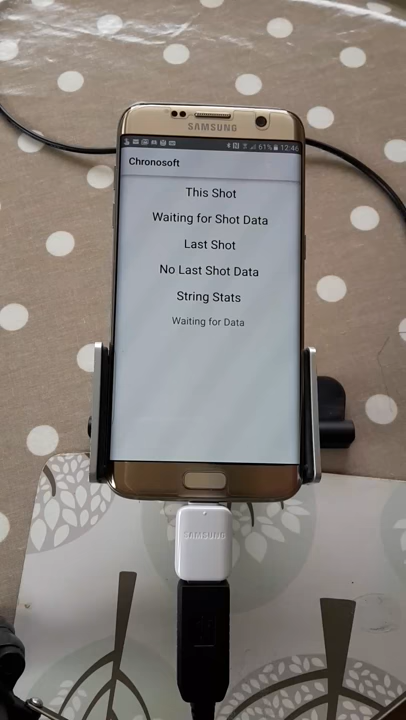 SAMSUNG
61% 12:46
Chronosoft
This Shot
Waiting for Shot Data
Last Shot
No Last Shot Data
String Stats
Waiting for Data
SAMSUNG